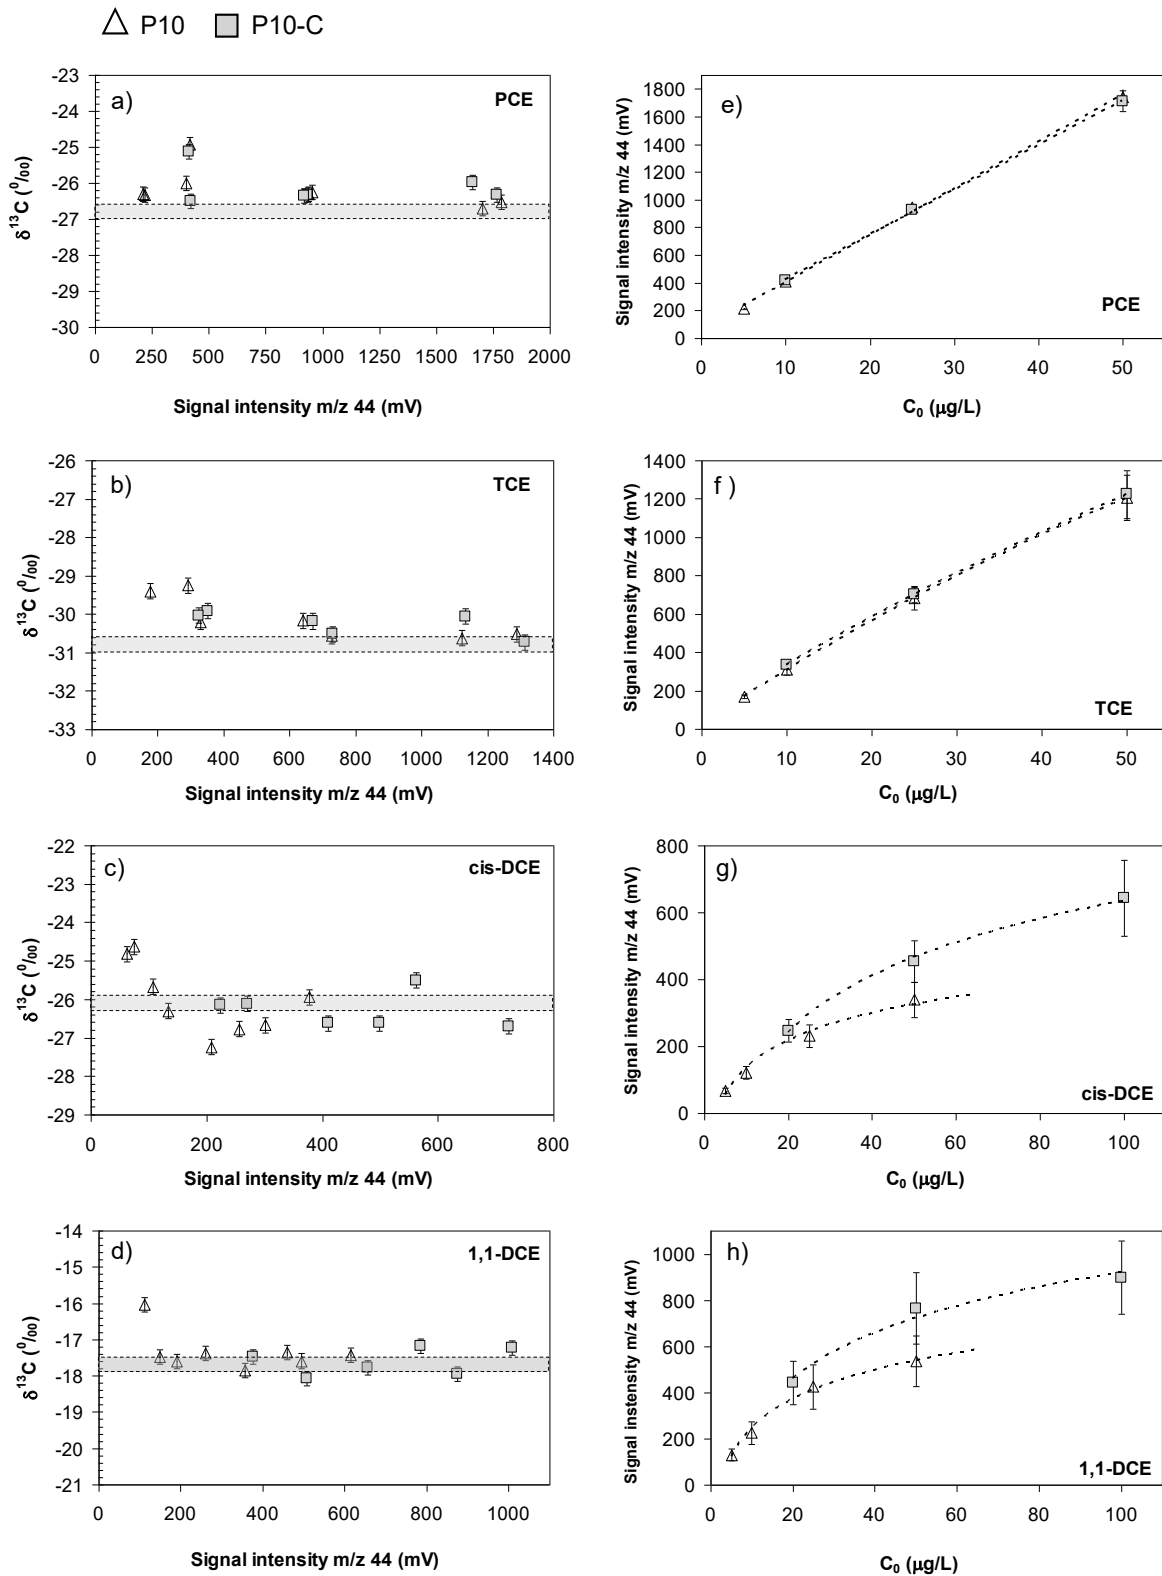 P10 P10-C
a) PCE
-23
-24
-25
-26
-27
-28
-29
-30
δ¹³C (⁰/₀₀)
0 250 500 750 1000 1250 1500 1750 2000
Signal intensity m/z 44 (mV)
e)
PCE
1800
1600
1400
1200
1000
800
600
400
200
0
Signal intensity m/z 44 (mV)
0 10 20 30 40 50
C₀ (μg/L)
b) TCE
-26
-27
-28
-29
-30
-31
-32
-33
δ¹³C (⁰/₀₀)
0 200 400 600 800 1000 1200 1400
Signal intensity m/z 44 (mV)
f )
TCE
1400
1200
1000
800
600
400
200
0
Signal intensity m/z 44 (mV)
0 10 20 30 40 50
C₀ (μg/L)
c) cis-DCE
-22
-23
-24
-25
-26
-27
-28
-29
δ¹³C (⁰/₀₀)
0 200 400 600 800
Signal intensity m/z 44 (mV)
g)
cis-DCE
800
600
400
200
0
Signal intensity m/z 44 (mV)
0 20 40 60 80 100
C₀ (μg/L)
d) 1,1-DCE
-14
-15
-16
-17
-18
-19
-20
-21
δ¹³C (⁰/₀₀)
0 200 400 600 800 1000
Signal intensity m/z 44 (mV)
h)
1,1-DCE
1000
800
600
400
200
0
Signal instensity m/z 44 (mV)
0 20 40 60 80 100
C₀ (μg/L)